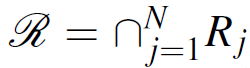 ℛ = ∩_{j=1}^{N} R_j